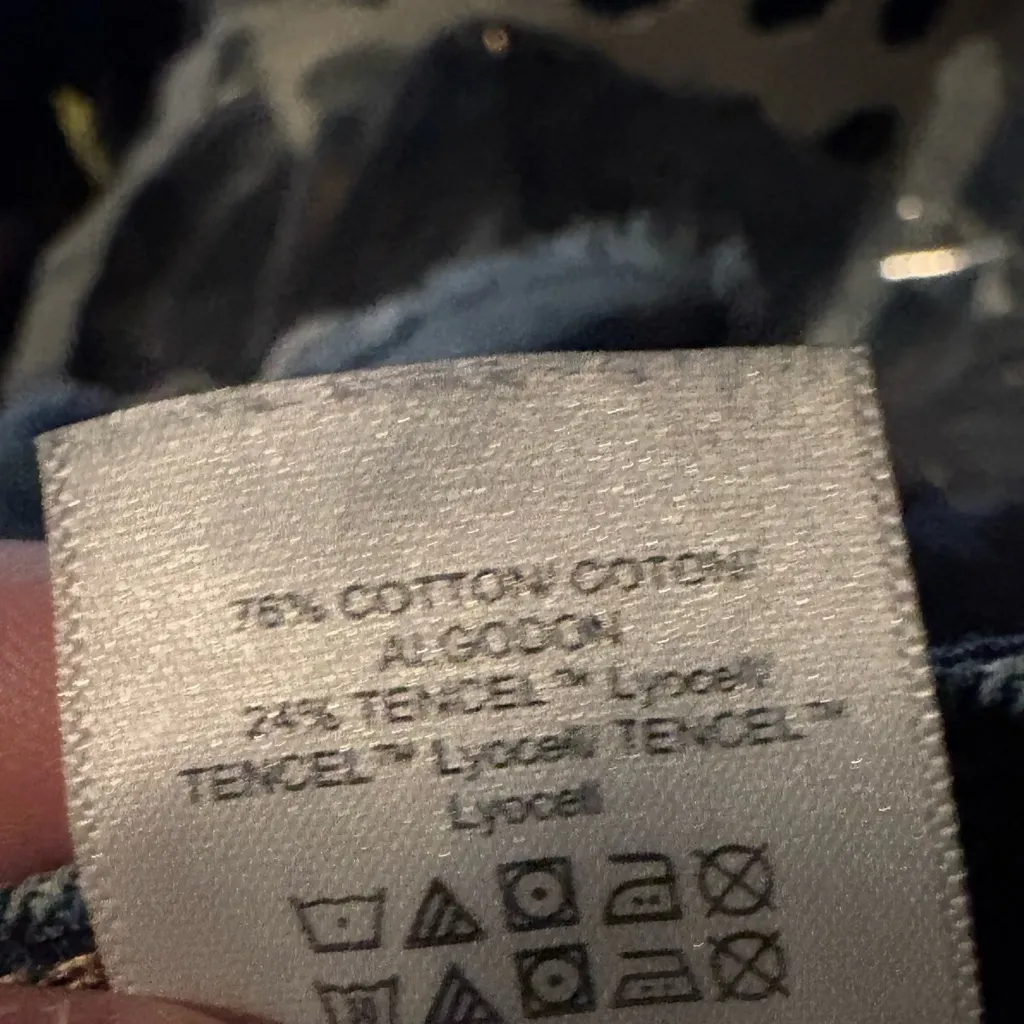 76% COTTON/ COTON/
ALGODON
24% TENCEL™ Lyocell/
TENCEL™ Lyocell/ TENCEL™
Lyocell